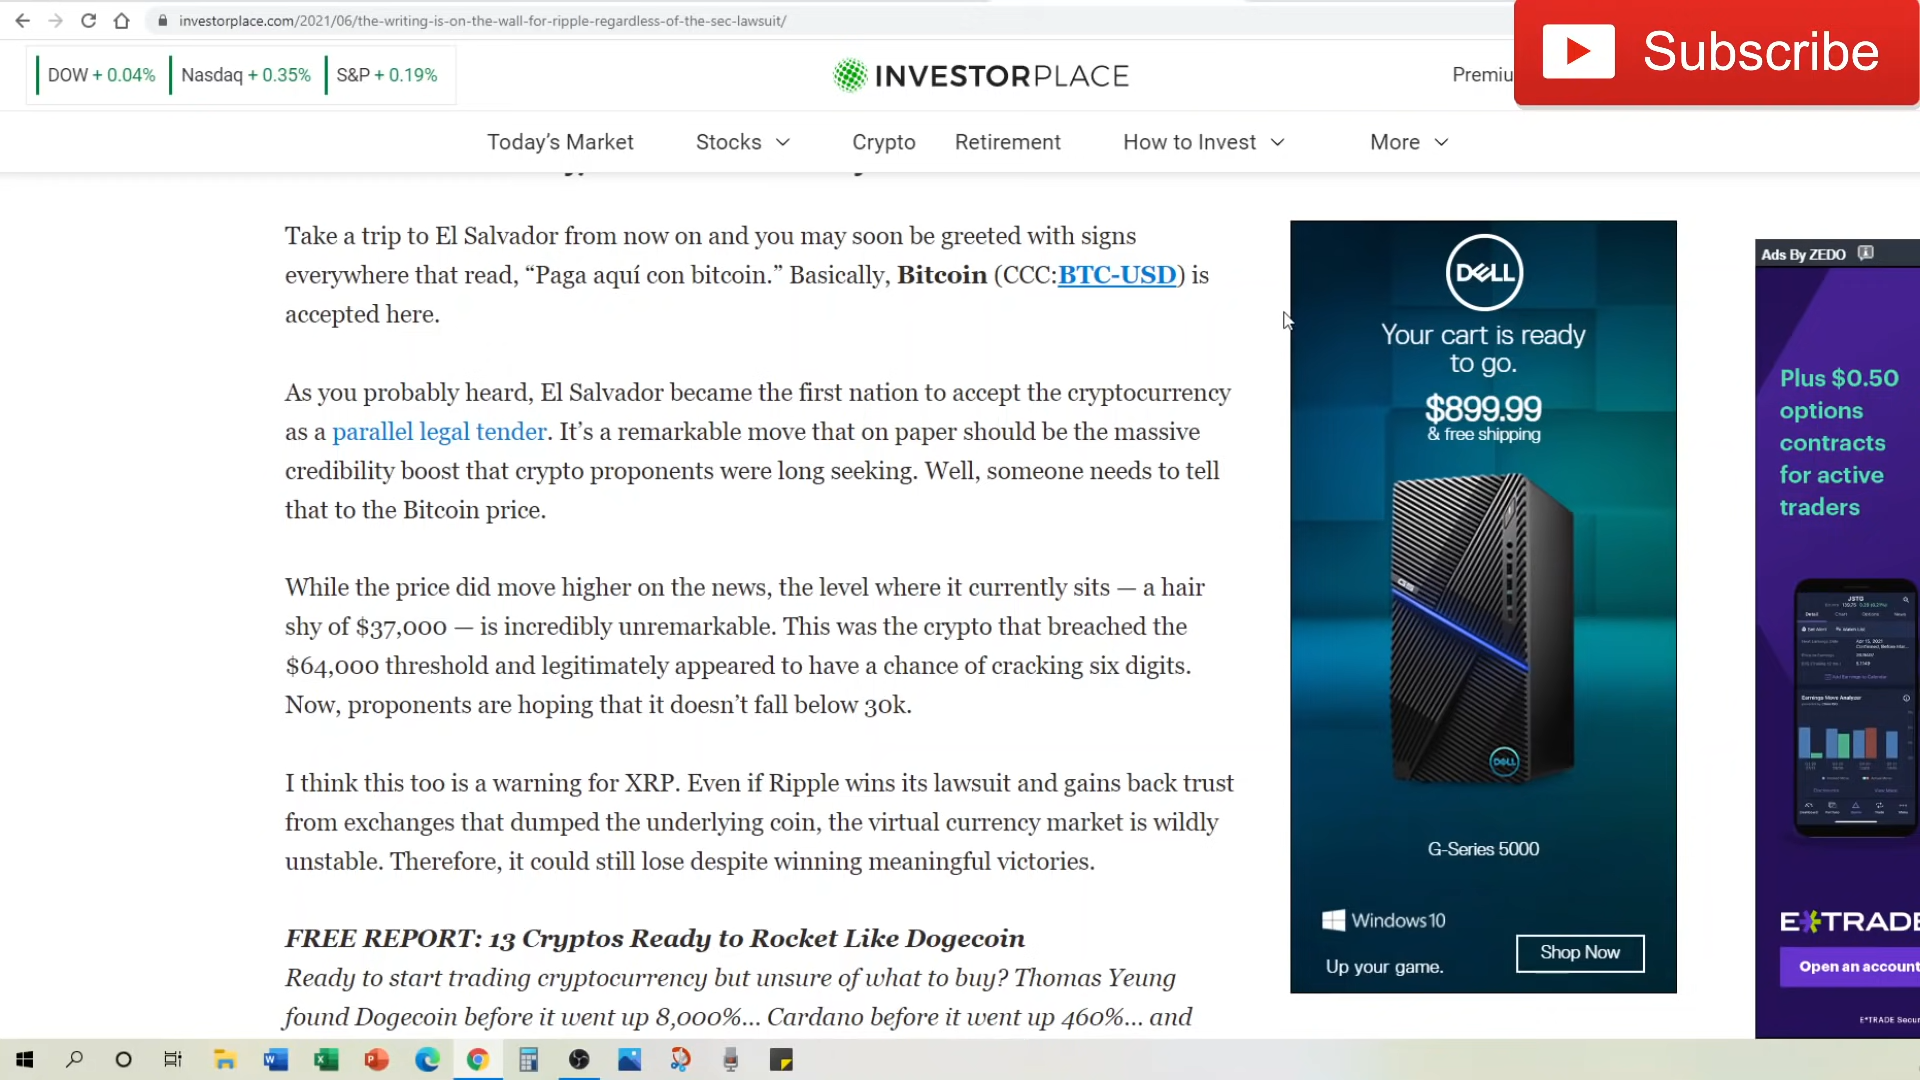 investorplace.com/2021/06/the-writing-is-on-the-wall-for-ripple-regardless-of-the-sec-lawsuit/
Subscribe
DOW + 0.04% Nasdaq + 0.35% S&P + 0.19%
INVESTORPLACE
Premiu
Today's Market Stocks Crypto Retirement How to Invest More
Take a trip to El Salvador from now on and you may soon be greeted with signs
everywhere that read, “Paga aquí con bitcoin.” Basically, Bitcoin (CCC:BTC-USD) is
accepted here.
As you probably heard, El Salvador became the first nation to accept the cryptocurrency
as a parallel legal tender. It’s a remarkable move that on paper should be the massive
credibility boost that crypto proponents were long seeking. Well, someone needs to tell
that to the Bitcoin price.
While the price did move higher on the news, the level where it currently sits — a hair
shy of $37,000 — is incredibly unremarkable. This was the crypto that breached the
$64,000 threshold and legitimately appeared to have a chance of cracking six digits.
Now, proponents are hoping that it doesn’t fall below 30k.
I think this too is a warning for XRP. Even if Ripple wins its lawsuit and gains back trust
from exchanges that dumped the underlying coin, the virtual currency market is wildly
unstable. Therefore, it could still lose despite winning meaningful victories.
FREE REPORT: 13 Cryptos Ready to Rocket Like Dogecoin
Ready to start trading cryptocurrency but unsure of what to buy? Thomas Yeung
found Dogecoin before it went up 8,000%… Cardano before it went up 460%… and
DELL
Your cart is ready
to go.
$899.99
& free shipping
G5
DELL
G-Series 5000
Windows10
Up your game.
Shop Now
Ads By ZEDO
Plus $0.50
options
contracts
for active
traders
JSTG
E*TRADE
Open an account
E*TRADE Secur